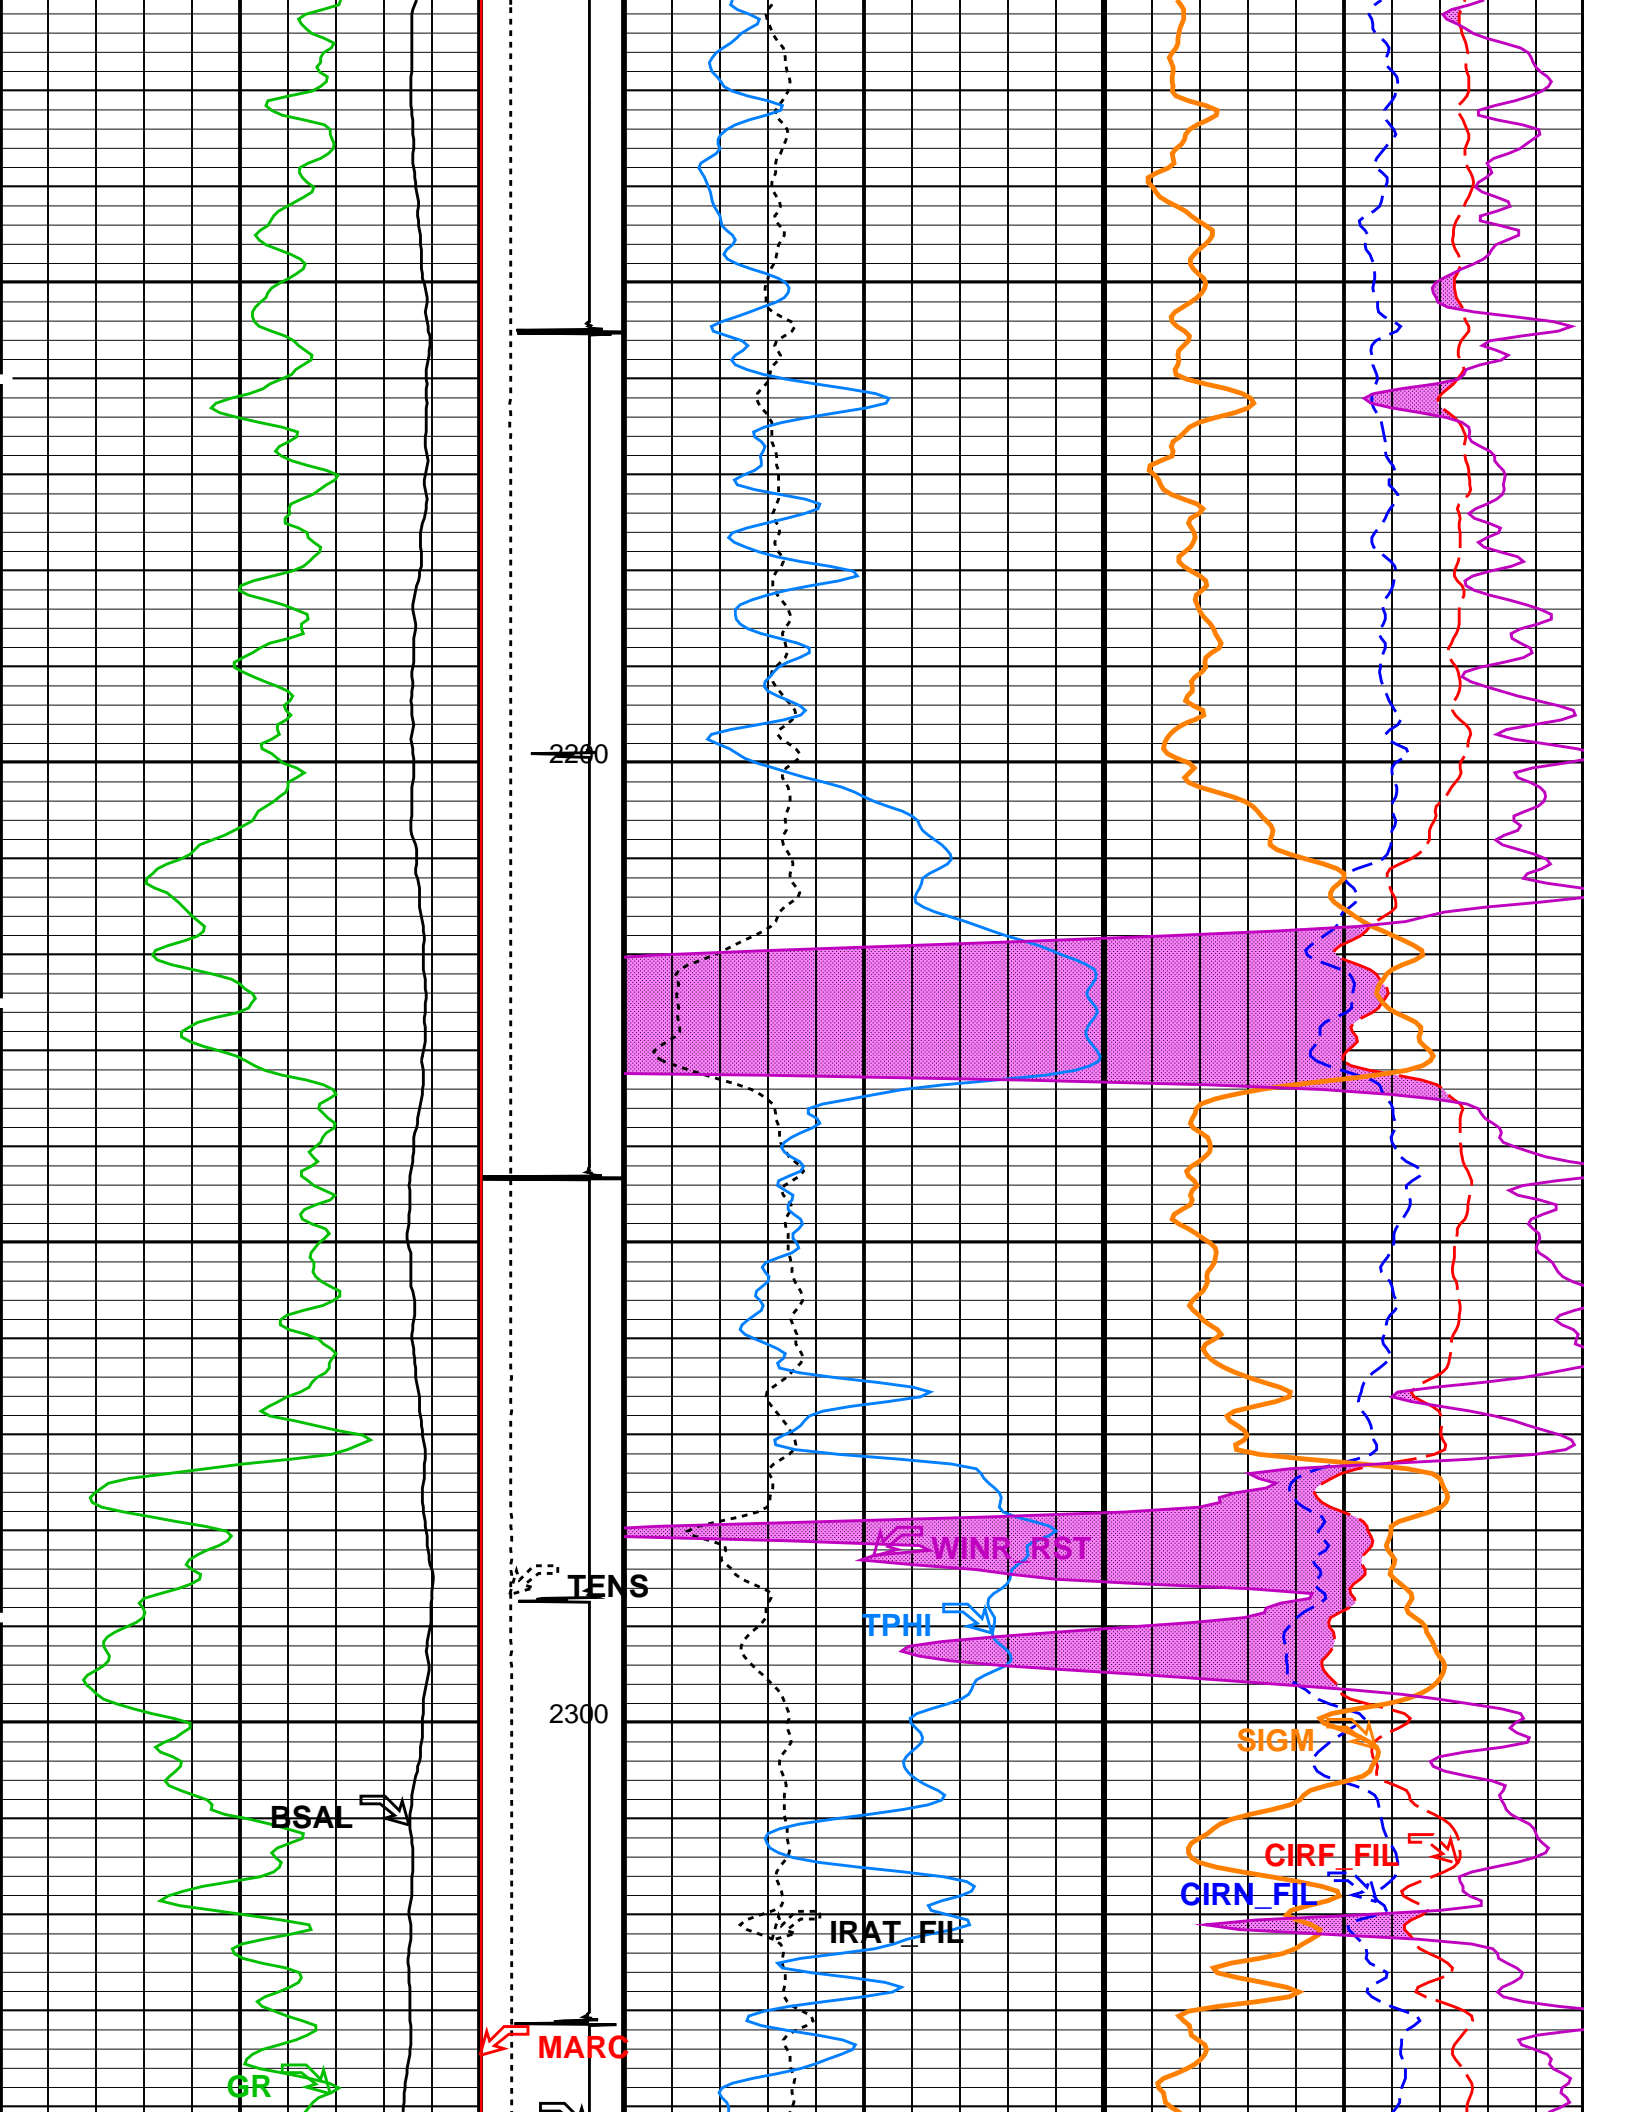 2200
WINR_RST
TENS
TPHI
2300
SIGM
BSAL
CIRF_FIL
CIRN_FIL
IRAT_FIL
MARC
GR